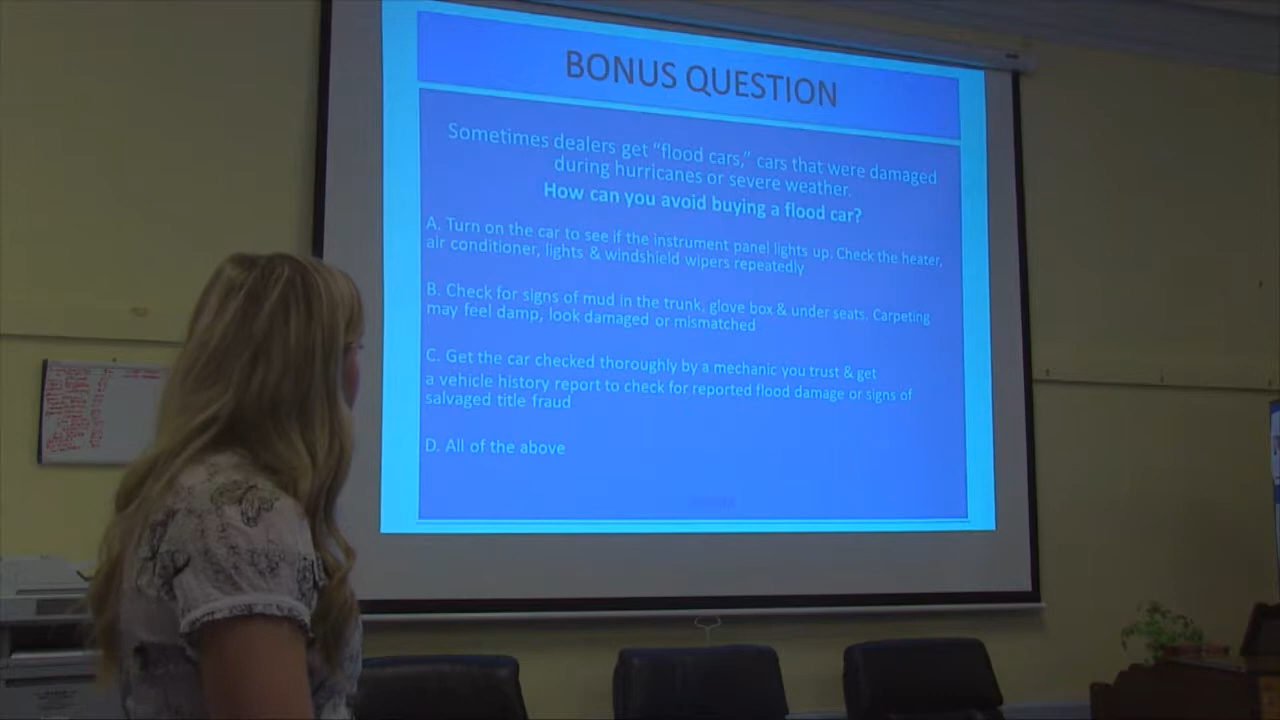 BONUS QUESTION
Sometimes dealers get “flood cars,” cars that were damaged
during hurricanes or severe weather.
How can you avoid buying a flood car?
A. Turn on the car to see if the instrument panel lights up. Check the heater,
air conditioner, lights & windshield wipers repeatedly
B. Check for signs of mud in the trunk, glove box & under seats. Carpeting
may feel damp, look damaged or mismatched
C. Get the car checked thoroughly by a mechanic you trust & get
a vehicle history report to check for reported flood damage or signs of
salvaged title fraud
D. All of the above